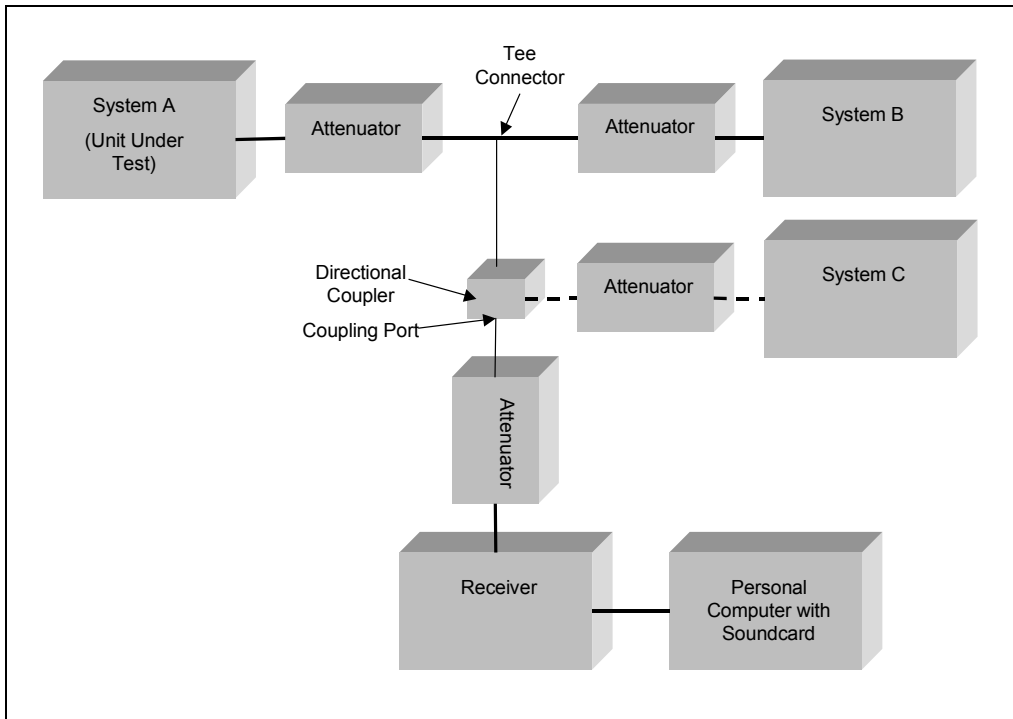 Tee
Connector
System A
(Unit Under
Test)
Attenuator
Attenuator
System B
Directional
Coupler
Coupling Port
Attenuator
System C
Attenuator
Receiver
Personal
Computer with
Soundcard